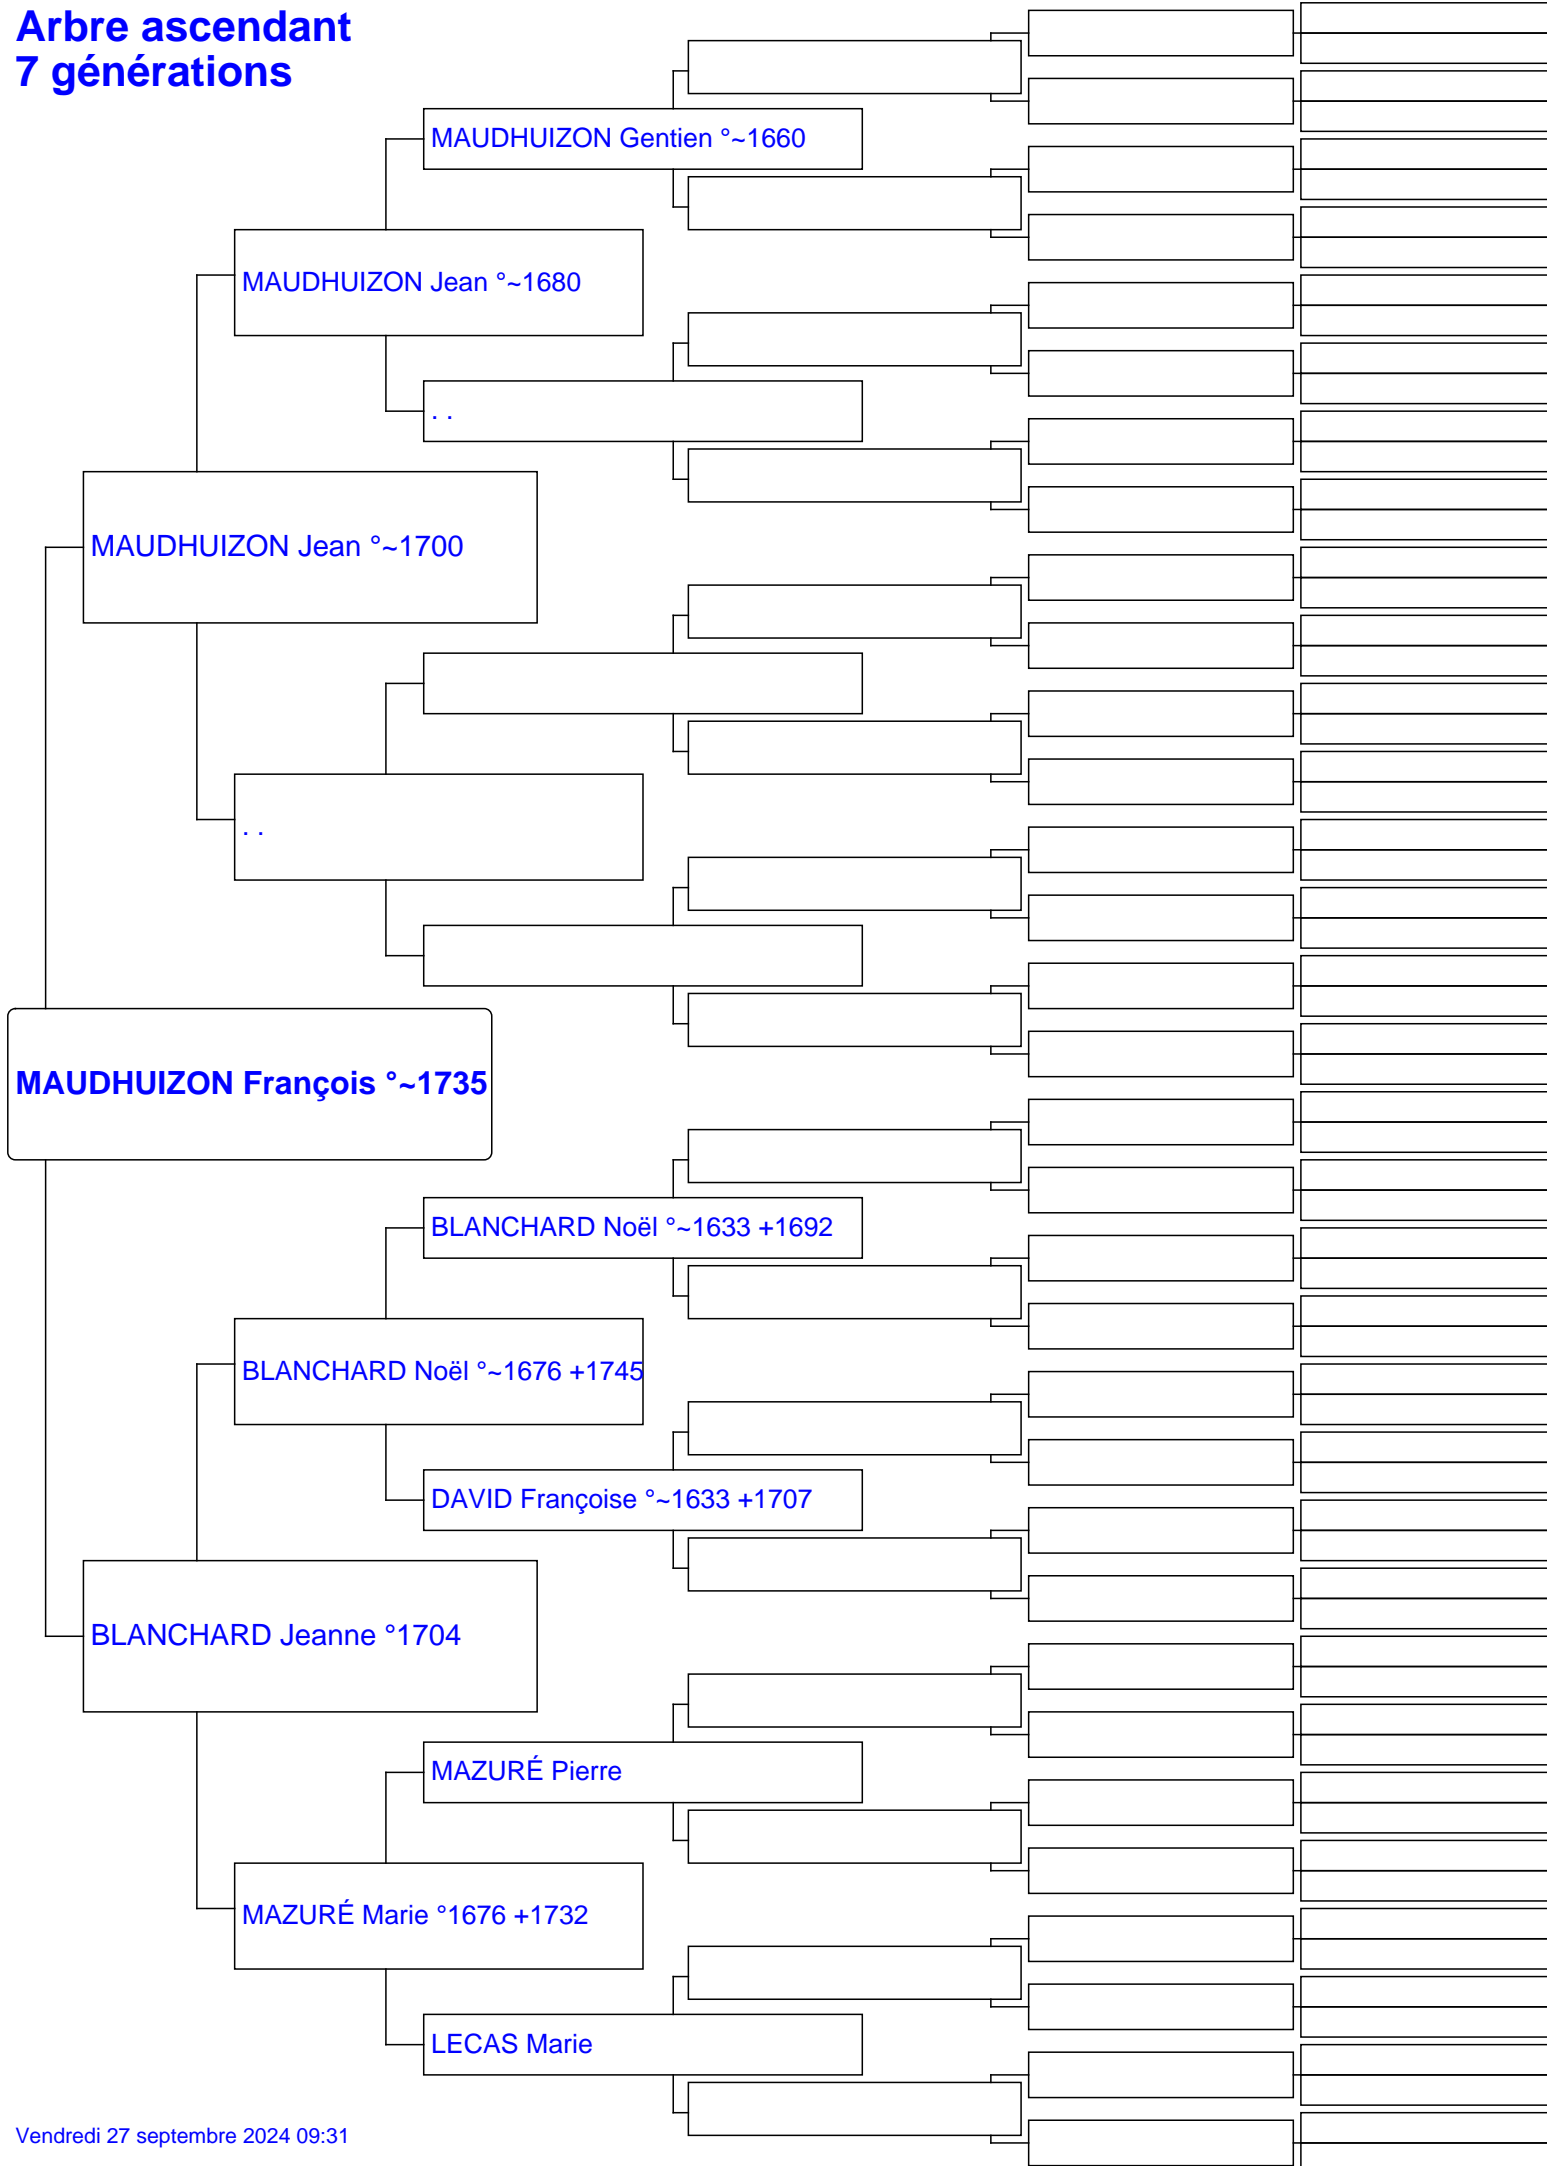 Arbre ascendant
7 générations
MAUDHUIZON Gentien °~1660
MAUDHUIZON Jean °~1680
. .
MAUDHUIZON Jean °~1700
. .
MAUDHUIZON François °~1735
BLANCHARD Noël °~1633 +1692
BLANCHARD Noël °~1676 +1745
DAVID Françoise °~1633 +1707
BLANCHARD Jeanne °1704
MAZURÉ Pierre
MAZURÉ Marie °1676 +1732
LECAS Marie
Vendredi 27 septembre 2024 09:31